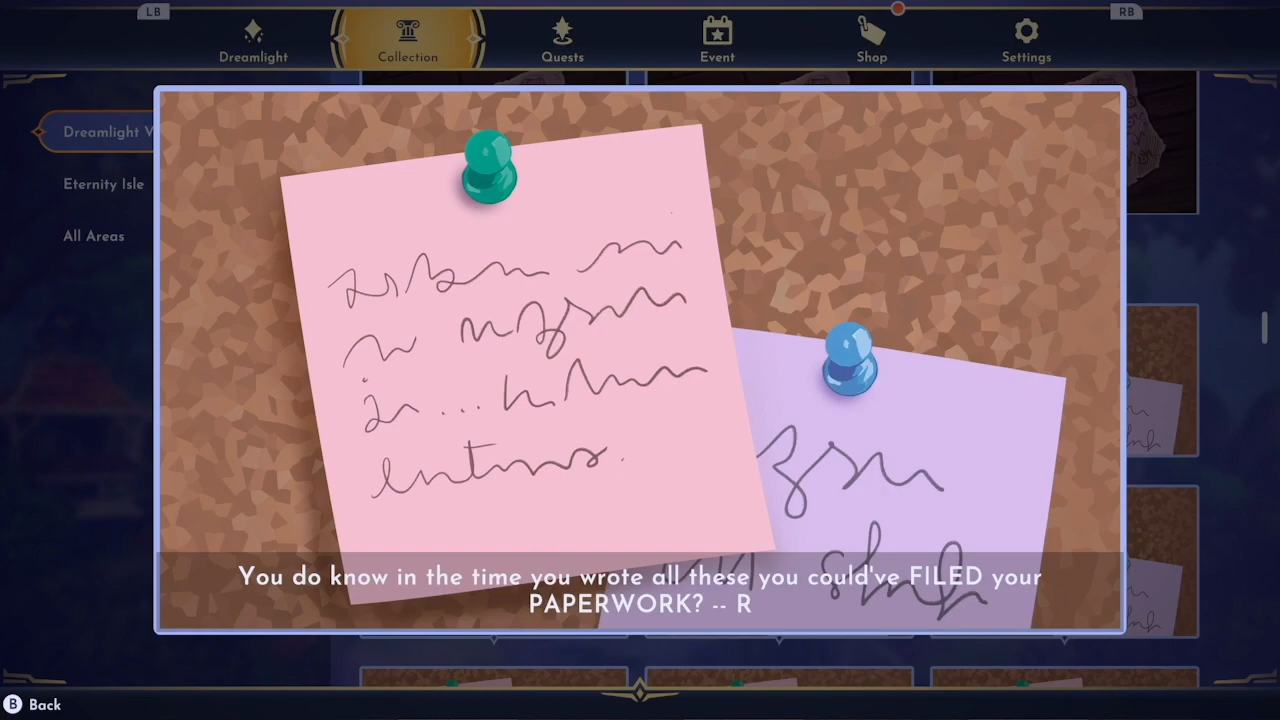 LB
RB
Dreamlight
Collection
Quests
Event
Shop
Settings
Dreamlight V
Eternity Isle
All Areas
You do know in the time you wrote all these you could've FILED your
PAPERWORK? -- R
B Back